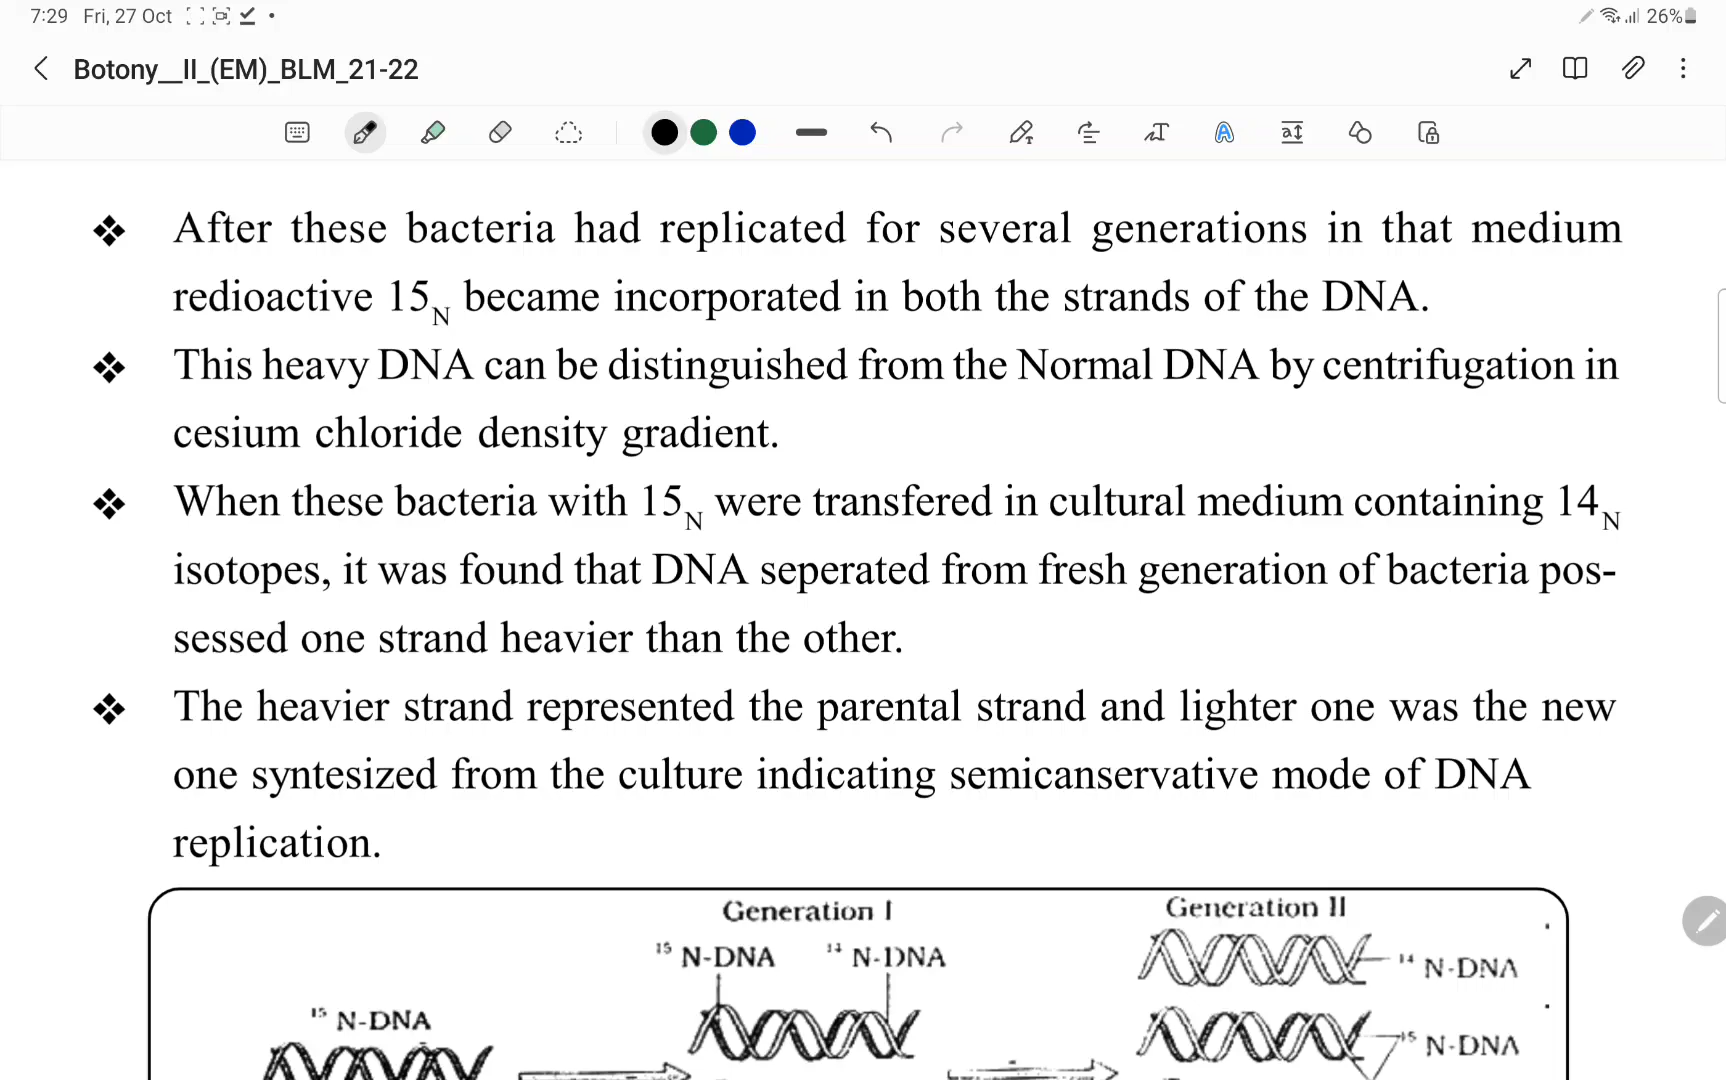 7:29 Fri, 27 Oct 26%
Botony__II_(EM)_BLM_21-22
After these bacteria had replicated for several generations in that medium
redioactive 15N became incorporated in both the strands of the DNA.
This heavy DNA can be distinguished from the Normal DNA by centrifugation in
cesium chloride density gradient.
When these bacteria with 15N were transfered in cultural medium containing 14N
isotopes, it was found that DNA seperated from fresh generation of bacteria pos-
sessed one strand heavier than the other.
The heavier strand represented the parental strand and lighter one was the new
one syntesized from the culture indicating semicanservative mode of DNA
replication.
Generation I
Generation II
15 N-DNA 14 N-DNA
14 N-DNA
15 N-DNA
15 N-DNA